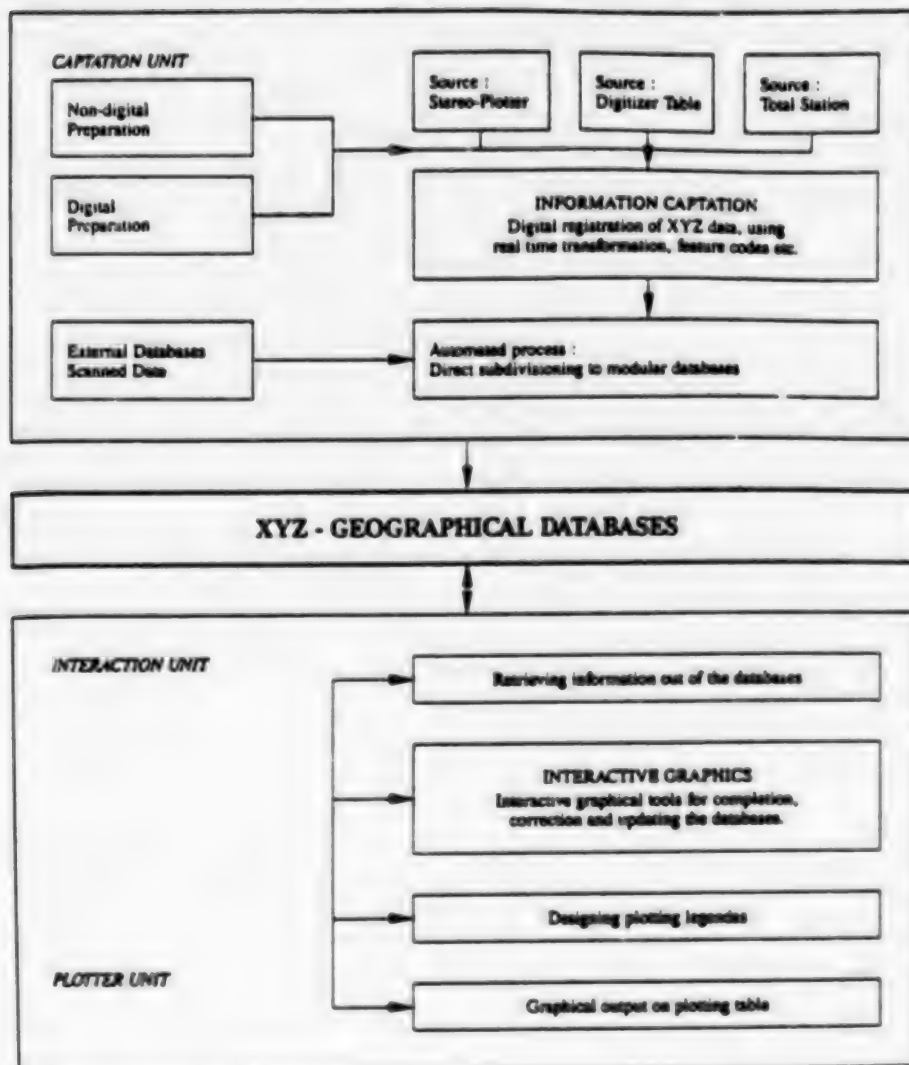 CAPTATION UNIT
Non-digital
Preparation
Digital
Preparation
Source :
Stereo-Plotter
Source :
Digitizer Table
Source :
Total Station
INFORMATION CAPTATION
Digital registration of XYZ data, using
real time transformation, feature codes etc.
External Databases
Scanned Data
Automated process :
Direct subdivisioning to modular databases
XYZ - GEOGRAPHICAL DATABASES
INTERACTION UNIT
Retrieving information out of the databases
INTERACTIVE GRAPHICS
Interactive graphical tools for completion,
correction and updating the databases.
Designing plotting legendes
PLOTTER UNIT
Graphical output on plotting table